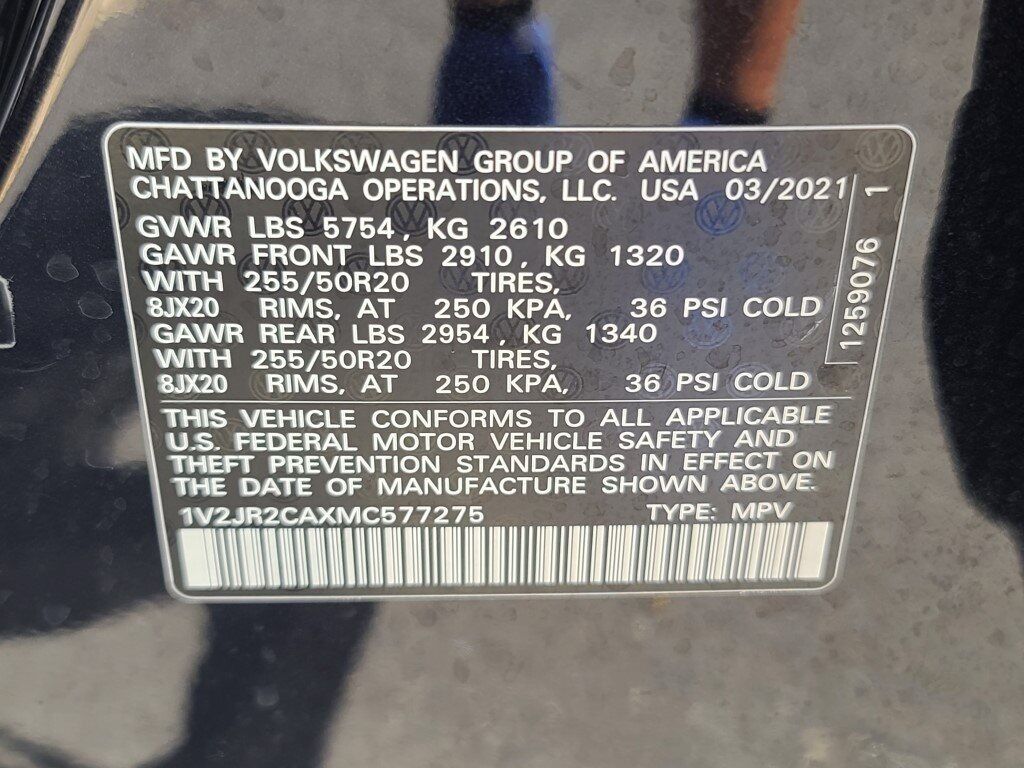 MFD BY VOLKSWAGEN GROUP OF AMERICA
CHATTANOOGA OPERATIONS, LLC. USA 03/2021
GVWR LBS 5754, KG 2610
GAWR FRONT LBS 2910, KG 1320
WITH 255/50R20 TIRES,
8JX20 RIMS, AT 250 KPA, 36 PSI COLD
GAWR REAR LBS 2954, KG 1340
WITH 255/50R20 TIRES,
8JX20 RIMS, AT 250 KPA, 36 PSI COLD
1259076 1
THIS VEHICLE CONFORMS TO ALL APPLICABLE
U.S. FEDERAL MOTOR VEHICLE SAFETY AND
THEFT PREVENTION STANDARDS IN EFFECT ON
THE DATE OF MANUFACTURE SHOWN ABOVE.
1V2JR2CAXMC577275 TYPE: MPV